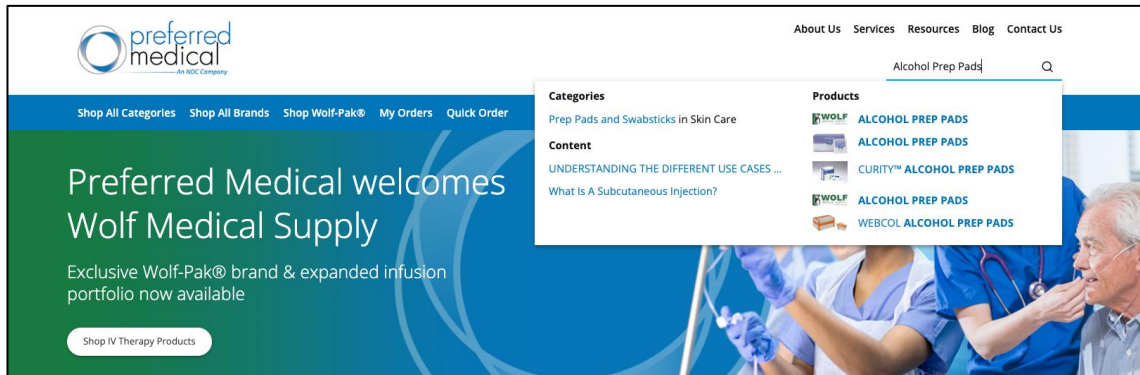 preferred
medical
An NDC Company
About Us Services Resources Blog Contact Us
Alcohol Prep Pads
Shop All Categories Shop All Brands Shop Wolf-Pak® My Orders Quick Order
Categories
Prep Pads and Swabsticks in Skin Care
Content
UNDERSTANDING THE DIFFERENT USE CASES ...
What Is A Subcutaneous Injection?
Products
WOLF ALCOHOL PREP PADS
ALCOHOL PREP PADS
CURITY™ ALCOHOL PREP PADS
WOLF ALCOHOL PREP PADS
WEBCOL ALCOHOL PREP PADS
Preferred Medical welcomes
Wolf Medical Supply
Exclusive Wolf-Pak® brand & expanded infusion
portfolio now available
Shop IV Therapy Products